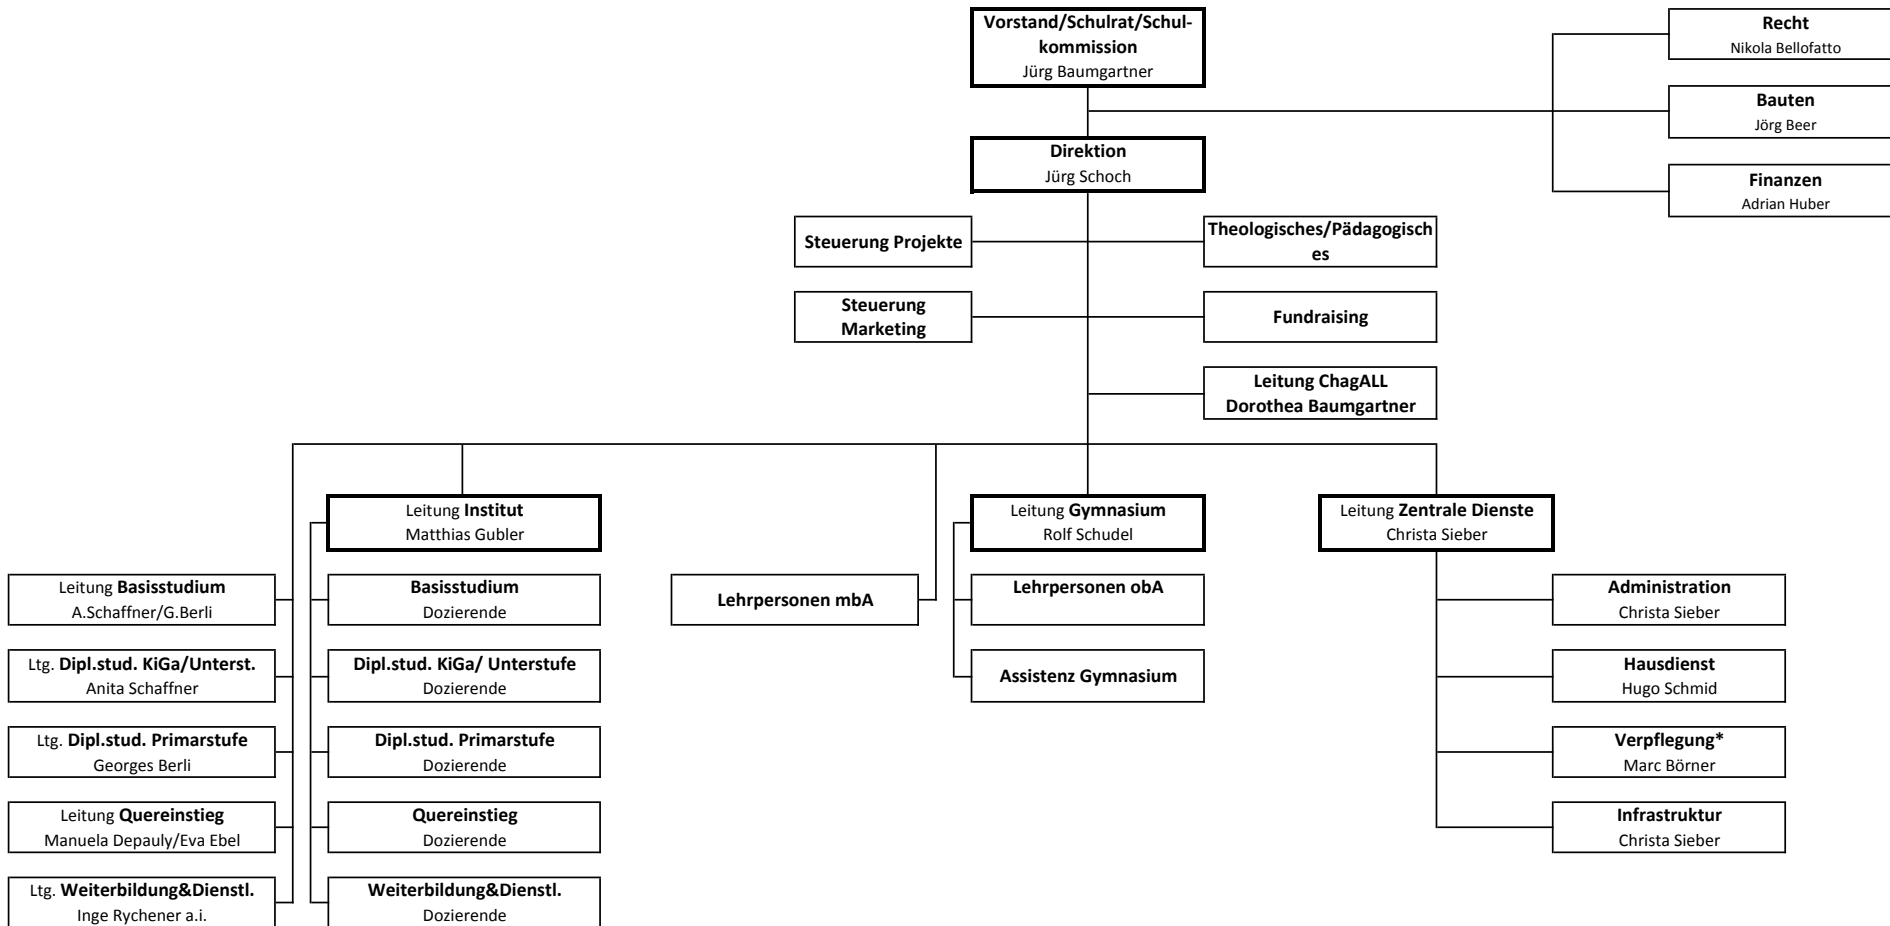 Vorstand/Schulrat/Schul-
kommission
Jürg Baumgartner
Recht
Nikola Bellofatto
Bauten
Jörg Beer
Finanzen
Adrian Huber
Direktion
Jürg Schoch
Steuerung Projekte
Theologisches/Pädagogisch
es
Steuerung
Marketing
Fundraising
Leitung ChagALL
Dorothea Baumgartner
Leitung Institut
Matthias Gubler
Leitung Gymnasium
Rolf Schudel
Leitung Zentrale Dienste
Christa Sieber
Leitung Basisstudium
A.Schaffner/G.Berli
Basisstudium
Dozierende
Lehrpersonen mbA
Lehrpersonen obA
Administration
Christa Sieber
Ltg. Dipl.stud. KiGa/Unterst.
Anita Schaffner
Dipl.stud. KiGa/ Unterstufe
Dozierende
Assistenz Gymnasium
Hausdienst
Hugo Schmid
Ltg. Dipl.stud. Primarstufe
Georges Berli
Dipl.stud. Primarstufe
Dozierende
Verpflegung*
Marc Börner
Leitung Quereinstieg
Manuela Depauly/Eva Ebel
Quereinstieg
Dozierende
Infrastruktur
Christa Sieber
Ltg. Weiterbildung&Dienstl.
Inge Rychener a.i.
Weiterbildung&Dienstl.
Dozierende